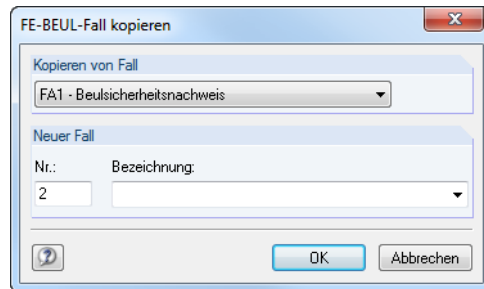 FE-BEUL-Fall kopieren
Kopieren von Fall
FA1 - Beulsicherheitsnachweis
Neuer Fall
Nr.: Bezeichnung:
2
OK Abbrechen